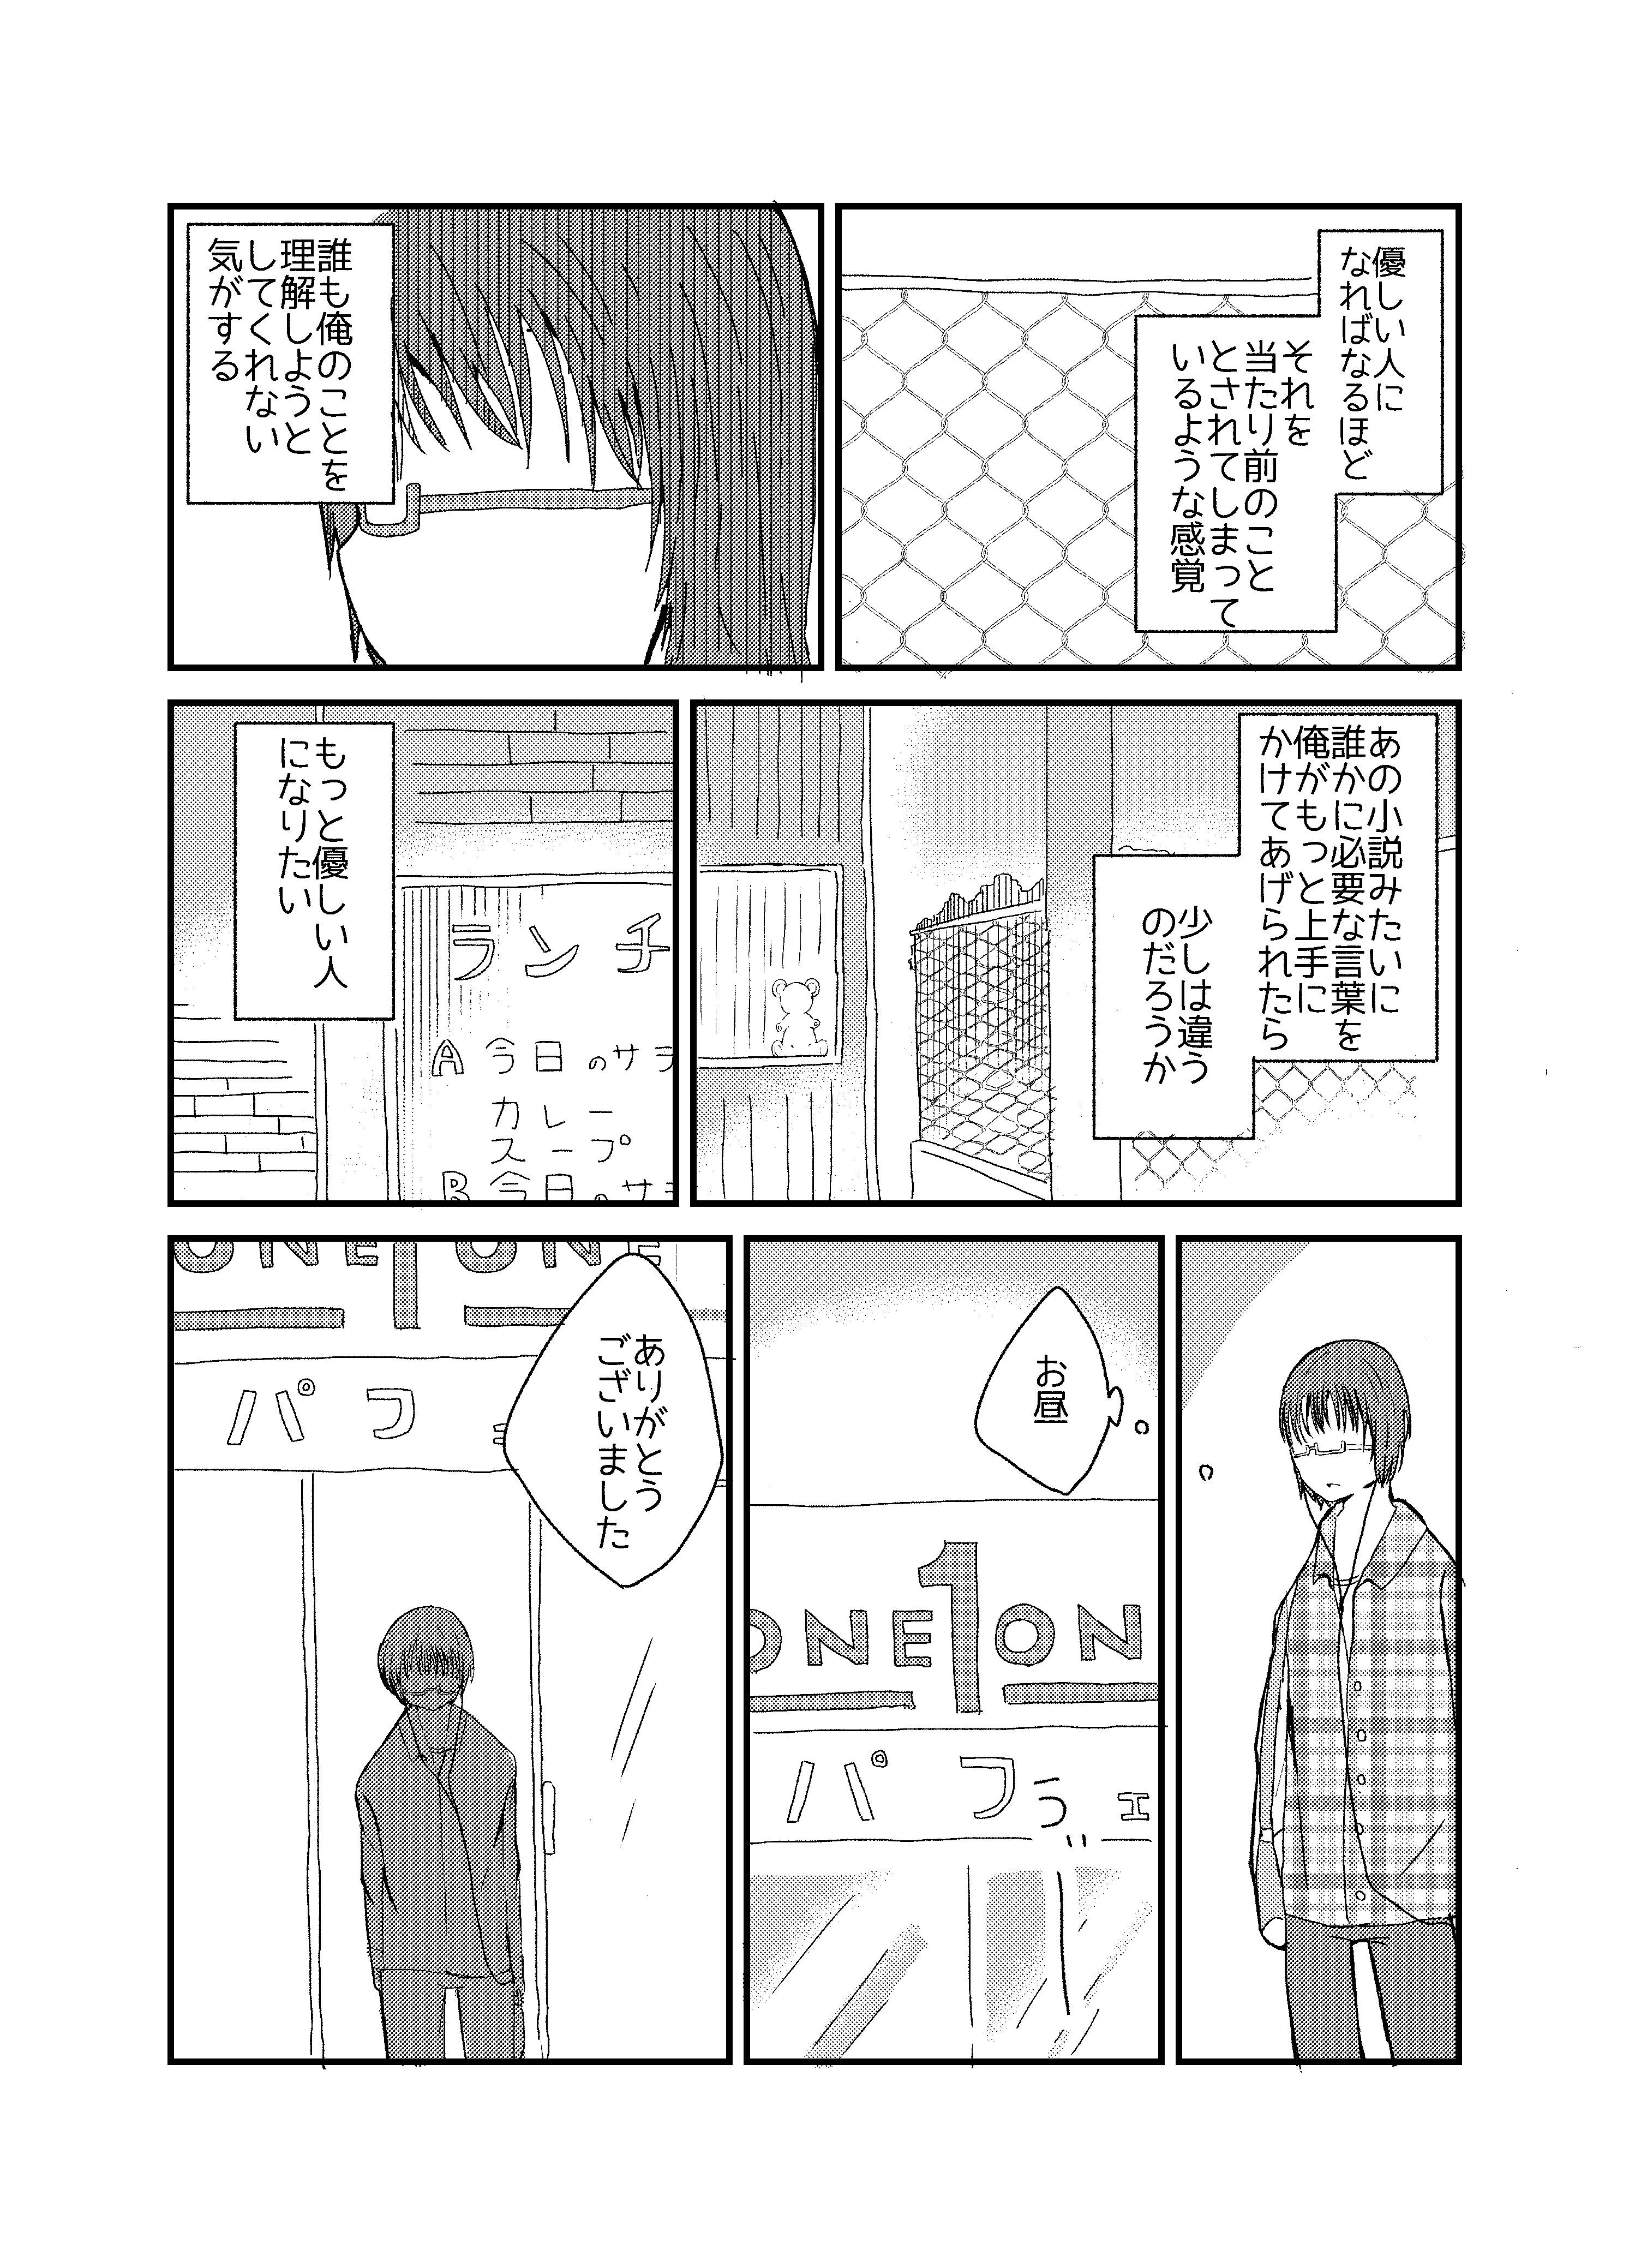 優しい人に
なればなるほど
それを
当たり前のこと
とされてしまって
いるような感覚
誰も俺のことを
理解しようと
してくれない
気がする
あの小説みたいに
誰かに必要な言葉を
俺がもっと上手に
かけてあげられたら
少しは違う
のだろうか
もっと優しい人
になりたい
ランチ
A 今日のサラ
カレー
スープ
B 今日のサラ
お昼
ONE 1 ON
パフェ
う゛
ありがとう
ございました
ONE 1 ONE
パフェ